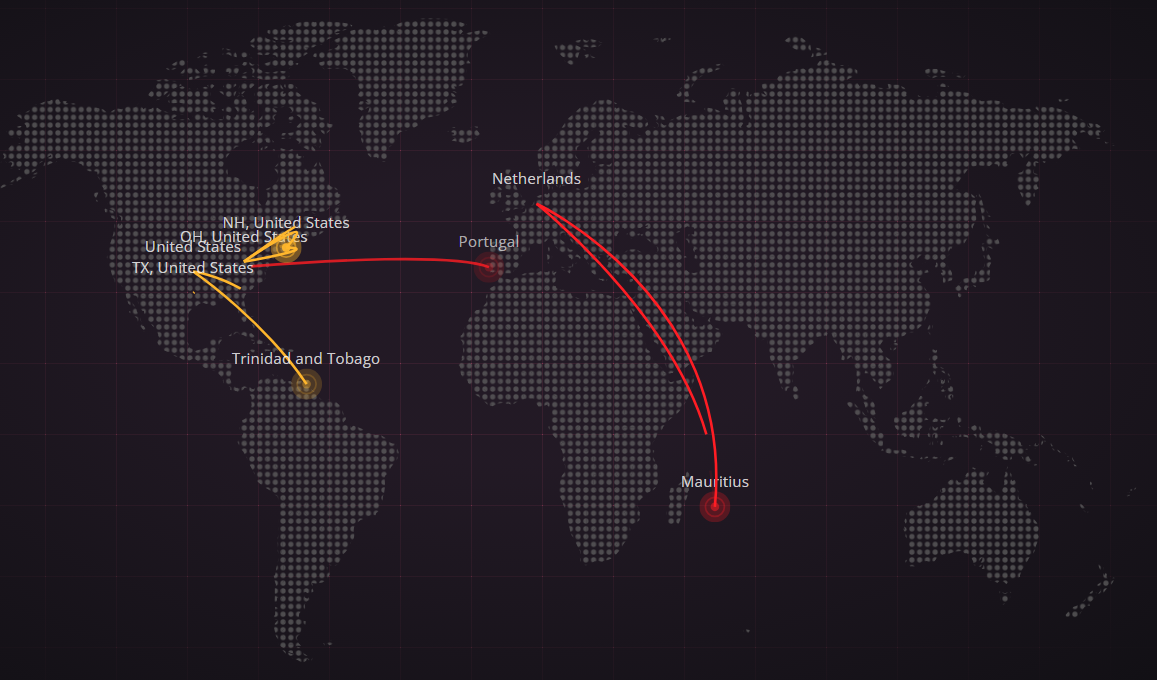 Netherlands
NH, United States
OH, United States
Portugal
United States
TX, United States
Trinidad and Tobago
Mauritius